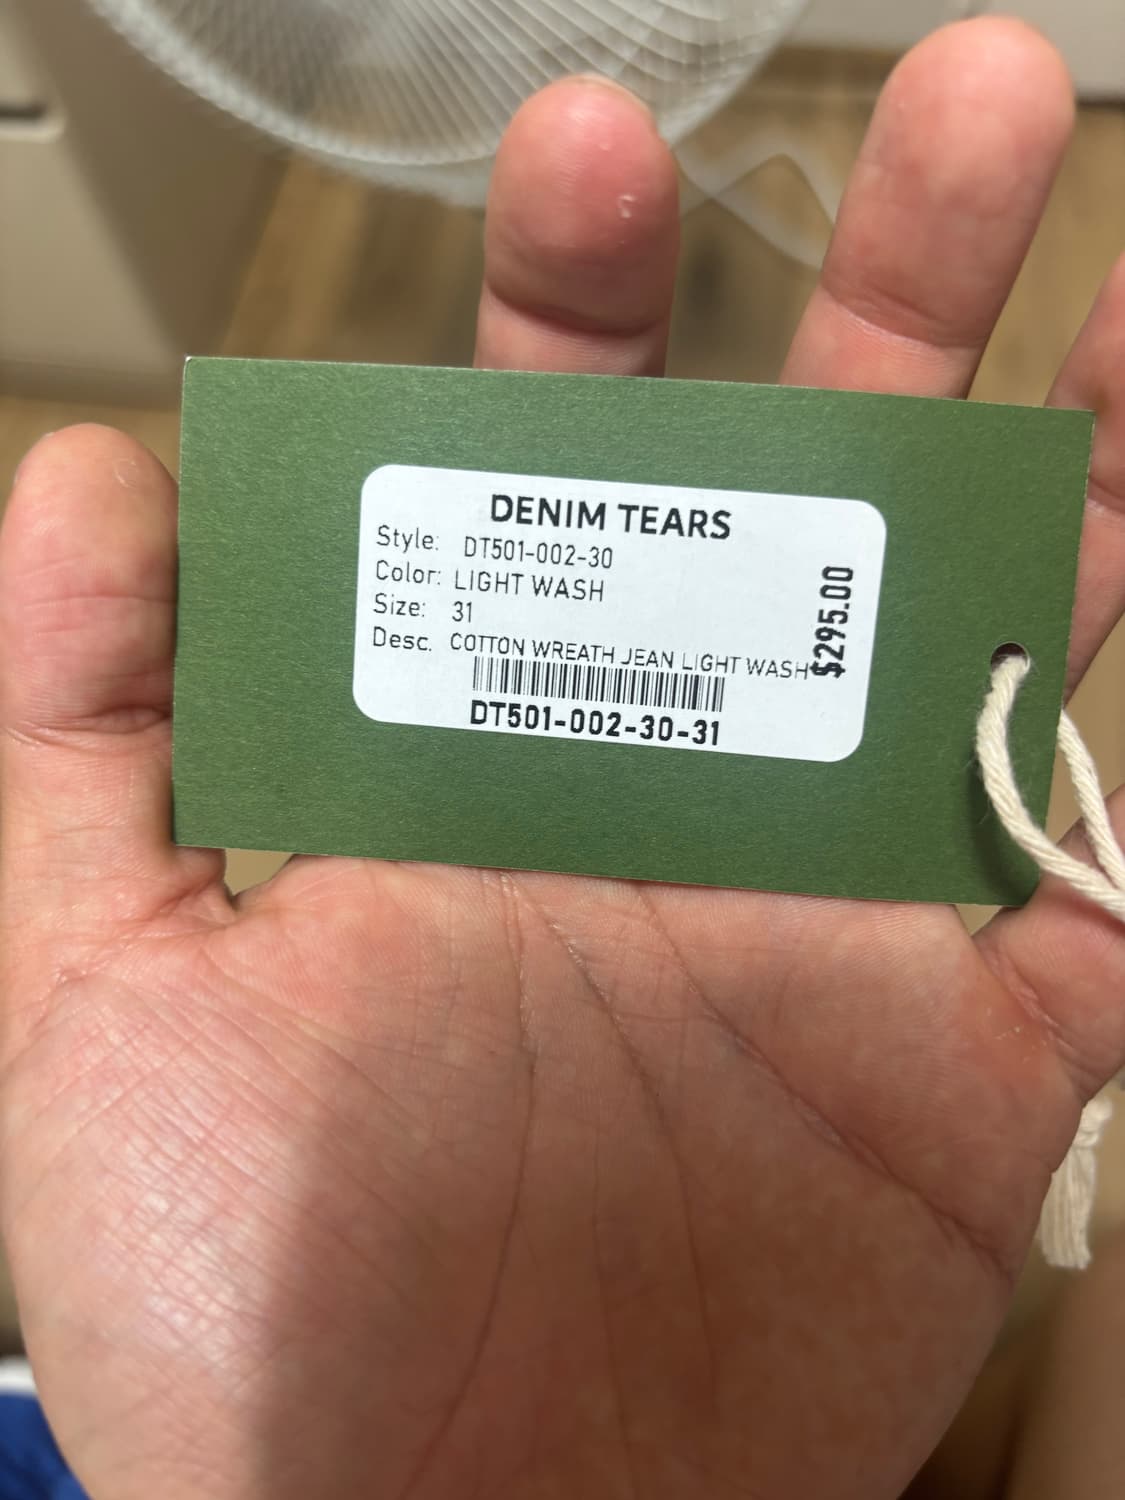 DENIM TEARS
Style: DT501-002-30
Color: LIGHT WASH
Size: 31
Desc. COTTON WREATH JEAN LIGHT WASH
$295.00
DT501-002-30-31